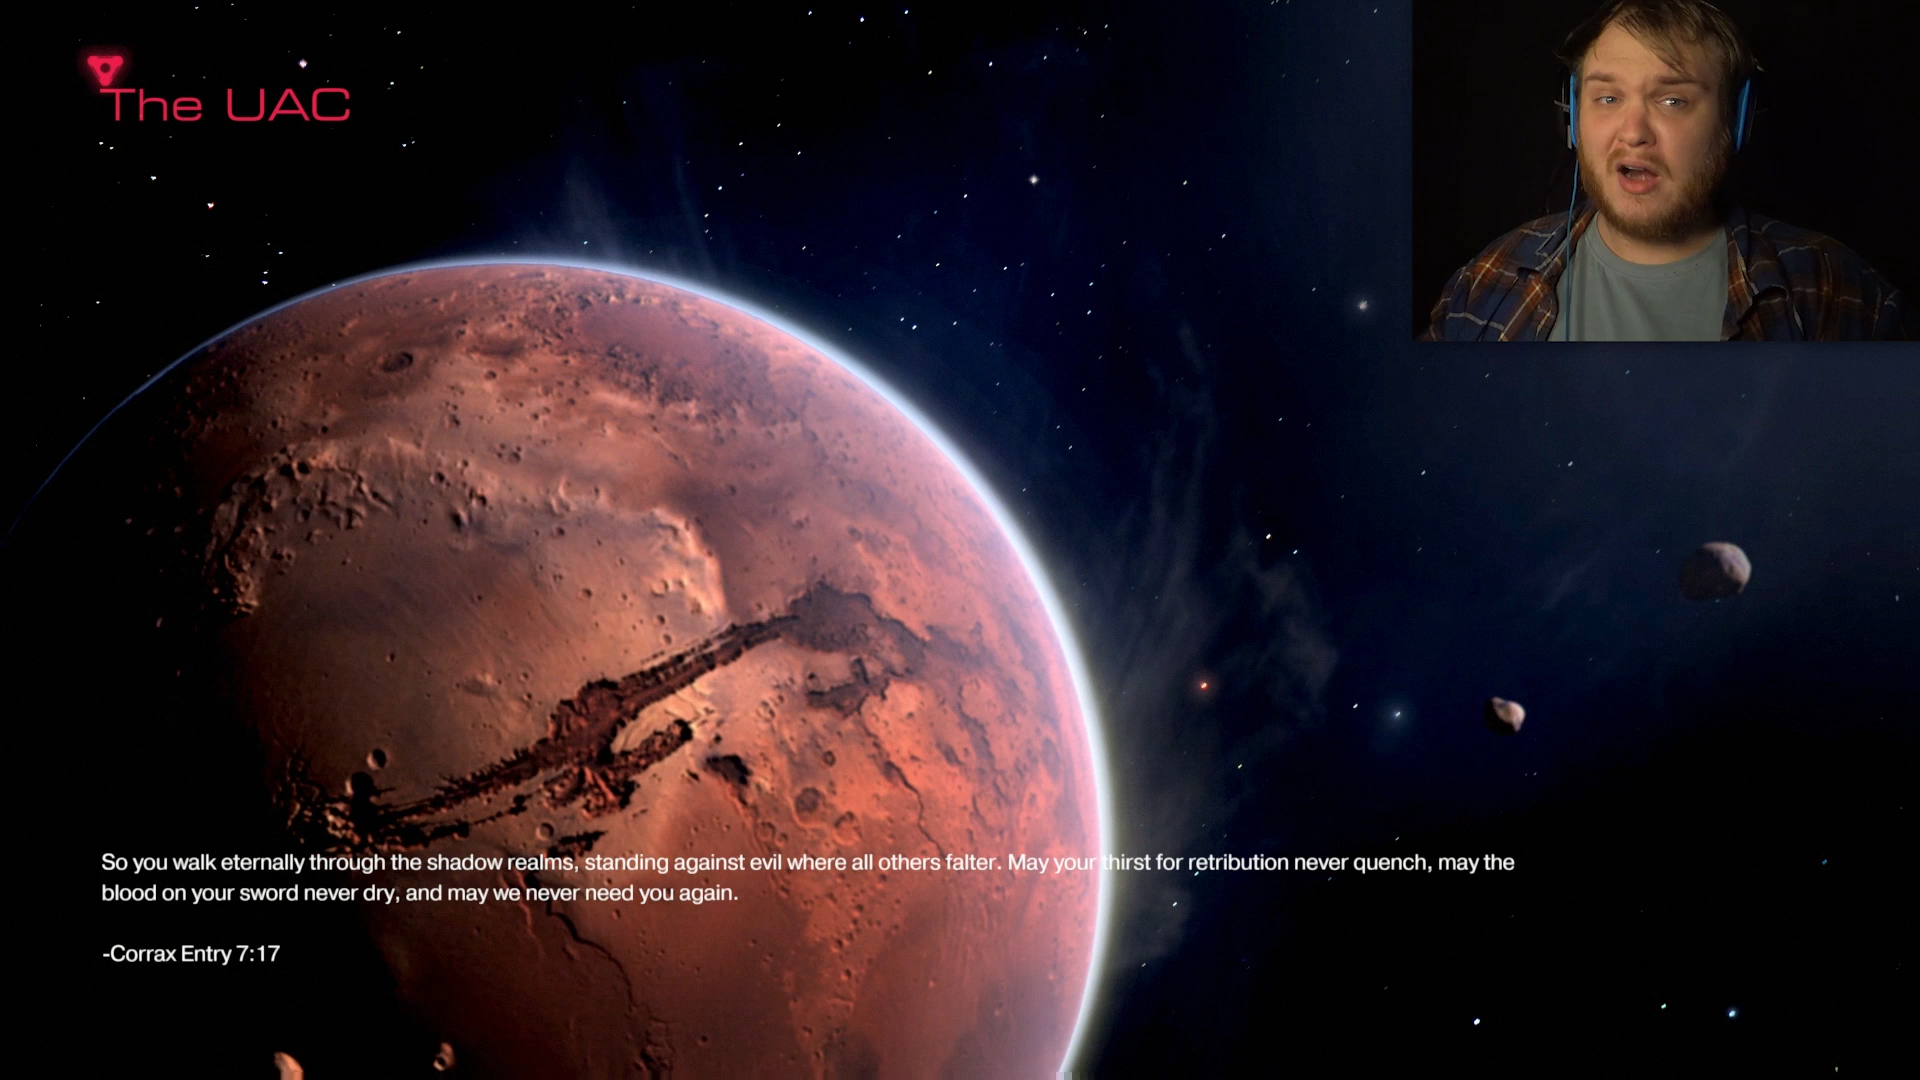 The UAC
So you walk eternally through the shadow realms, standing against evil where all others falter. May your thirst for retribution never quench, may the
blood on your sword never dry, and may we never need you again.
-Corrax Entry 7:17